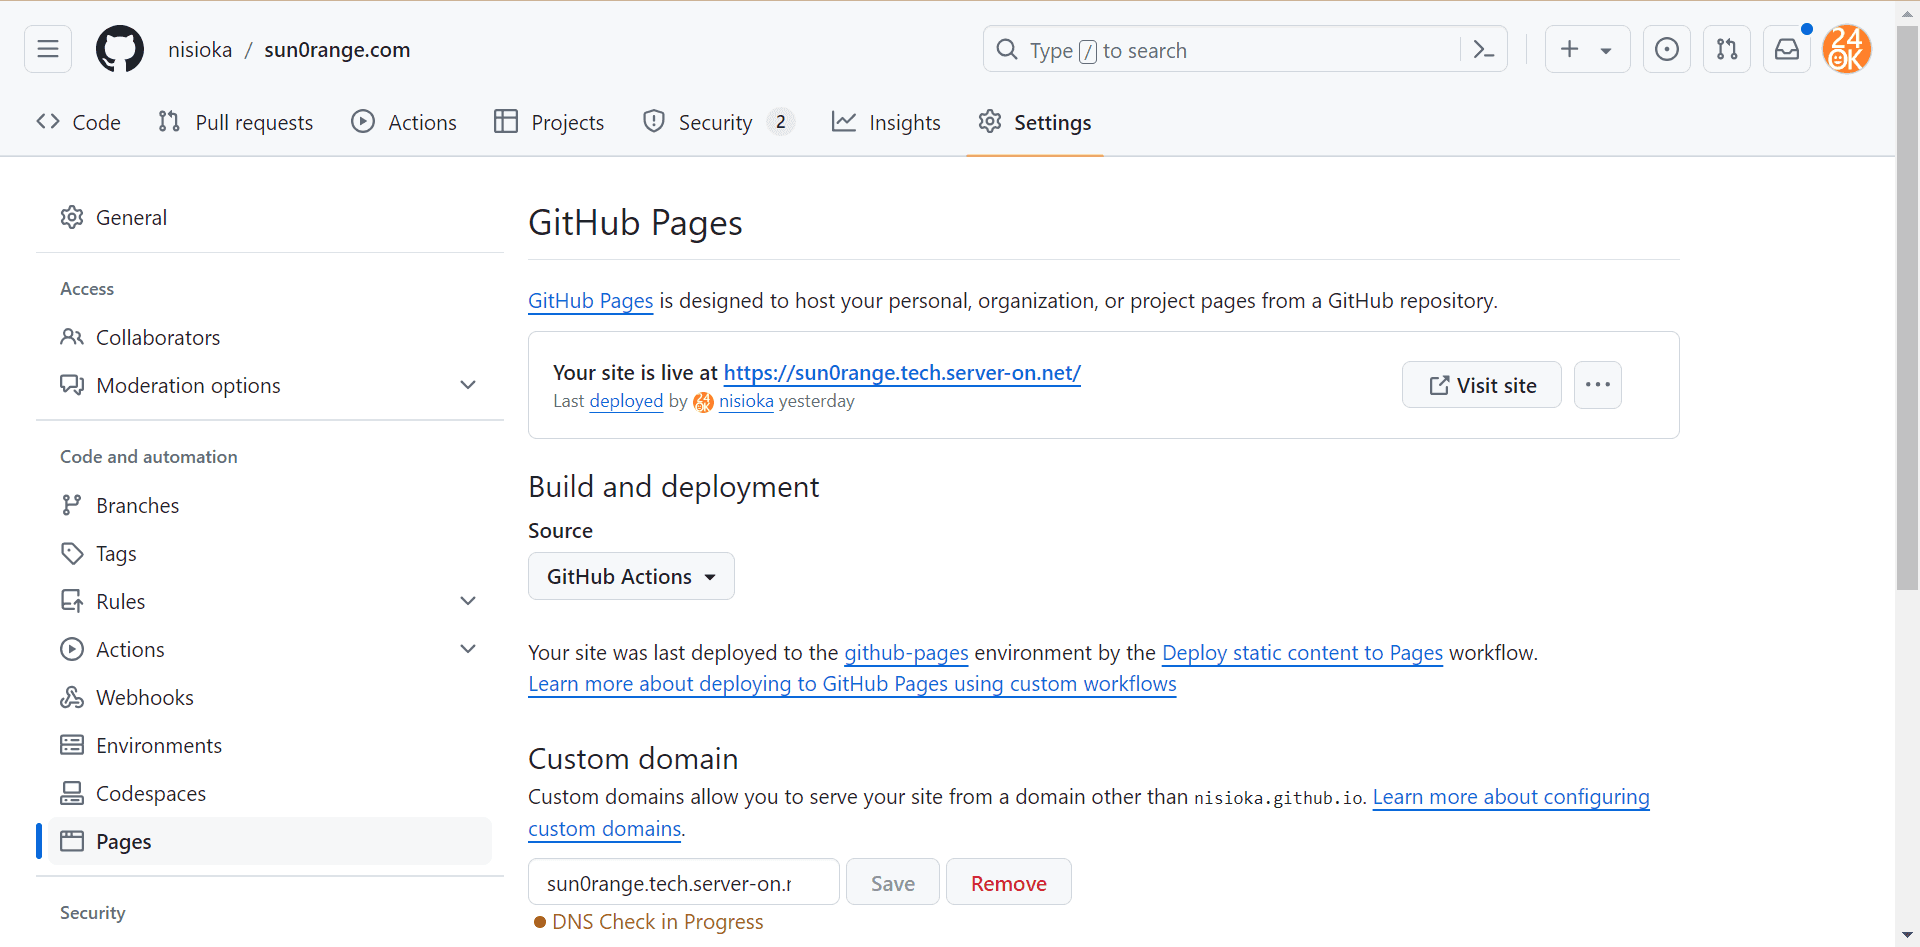 nisioka / sun0range.com
Type / to search
24
OK
Code
Pull requests
Actions
Projects
Security 2
Insights
Settings
General
Access
Collaborators
Moderation options
Code and automation
Branches
Tags
Rules
Actions
Webhooks
Environments
Codespaces
Pages
Security
GitHub Pages
GitHub Pages is designed to host your personal, organization, or project pages from a GitHub repository.
Your site is live at https://sun0range.tech.server-on.net/
Last deployed by nisioka yesterday
Visit site
Build and deployment
Source
GitHub Actions
Your site was last deployed to the github-pages environment by the Deploy static content to Pages workflow.
Learn more about deploying to GitHub Pages using custom workflows
Custom domain
Custom domains allow you to serve your site from a domain other than nisioka.github.io. Learn more about configuring
custom domains.
sun0range.tech.server-on.r
Save
Remove
DNS Check in Progress